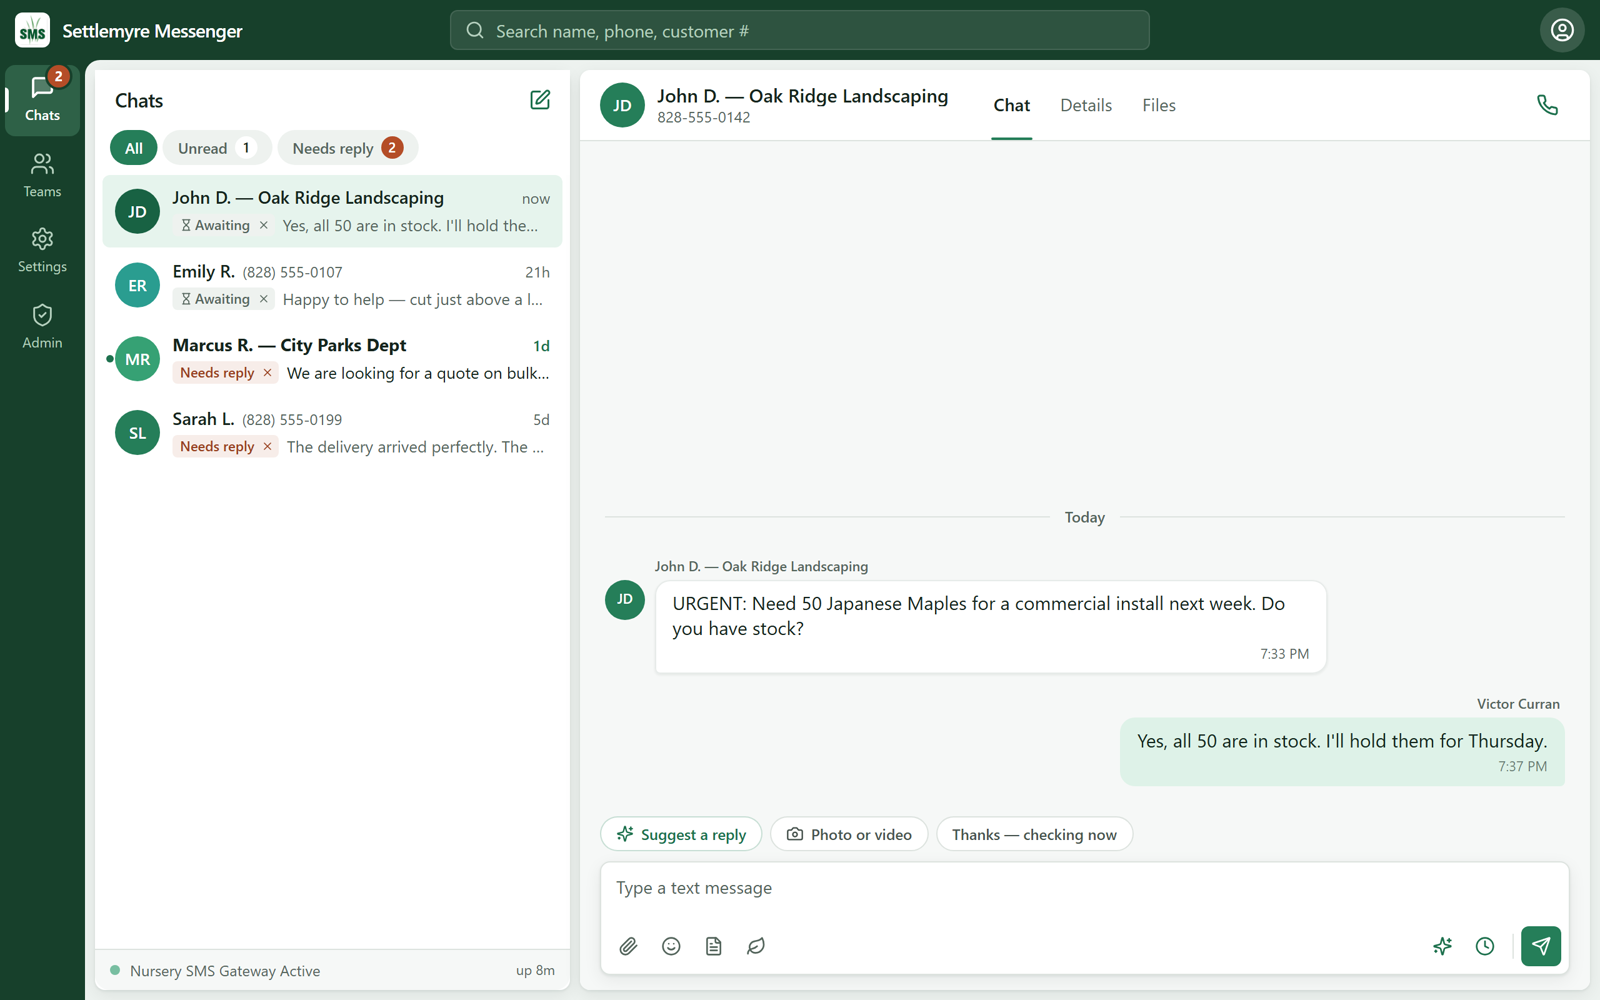 SMS
Settlemyre Messenger
Search name, phone, customer #
2
Chats
Teams
Settings
Admin
Chats
All
Unread 1
Needs reply 2
JD
John D. — Oak Ridge Landscaping
now
Awaiting ×
Yes, all 50 are in stock. I'll hold the...
ER
Emily R. (828) 555-0107
21h
Awaiting ×
Happy to help — cut just above a l...
MR
Marcus R. — City Parks Dept
1d
Needs reply ×
We are looking for a quote on bulk...
SL
Sarah L. (828) 555-0199
5d
Needs reply ×
The delivery arrived perfectly. The ...
Nursery SMS Gateway Active
up 8m
JD
John D. — Oak Ridge Landscaping
828-555-0142
Chat
Details
Files
Today
John D. — Oak Ridge Landscaping
JD
URGENT: Need 50 Japanese Maples for a commercial install next week. Do
you have stock?
7:33 PM
Victor Curran
Yes, all 50 are in stock. I'll hold them for Thursday.
7:37 PM
Suggest a reply
Photo or video
Thanks — checking now
Type a text message